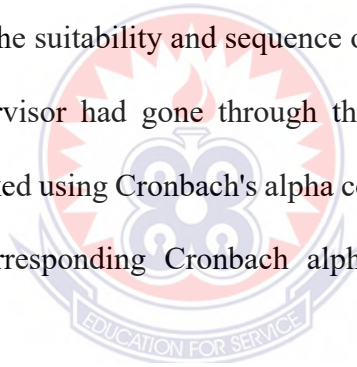 he suitability and sequence o
rvisor had gone through th
ed using Cronbach's alpha co
rresponding Cronbach alph
EDUCATION FOR SERVICE